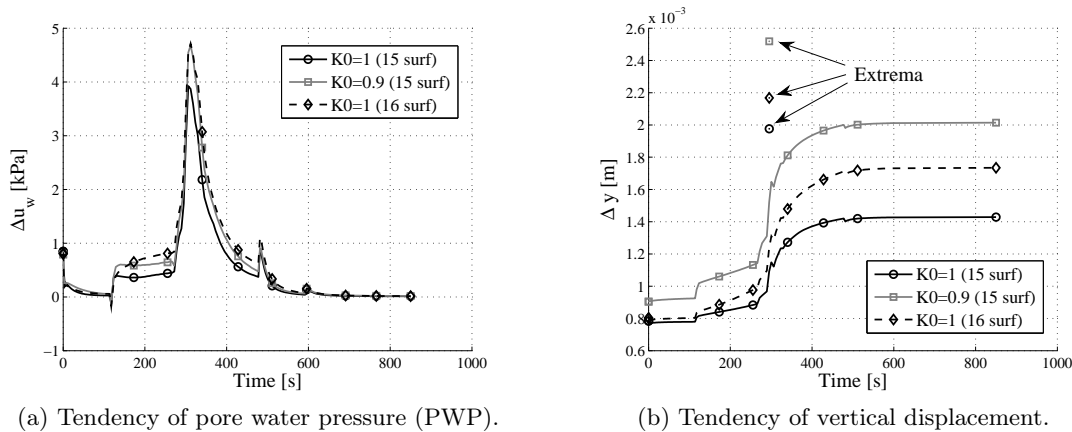 5
4
3
2
1
0
−1
0
200
400
600
800
1000
Δu_w [kPa]
Time [s]
K0=1 (15 surf)
K0=0.9 (15 surf)
K0=1 (16 surf)
(a) Tendency of pore water pressure (PWP).
x 10^−3
2.6
2.4
2.2
2
1.8
1.6
1.4
1.2
1
0.8
0.6
0
200
400
600
800
1000
Δ y [m]
Time [s]
Extrema
K0=1 (15 surf)
K0=0.9 (15 surf)
K0=1 (16 surf)
(b) Tendency of vertical displacement.